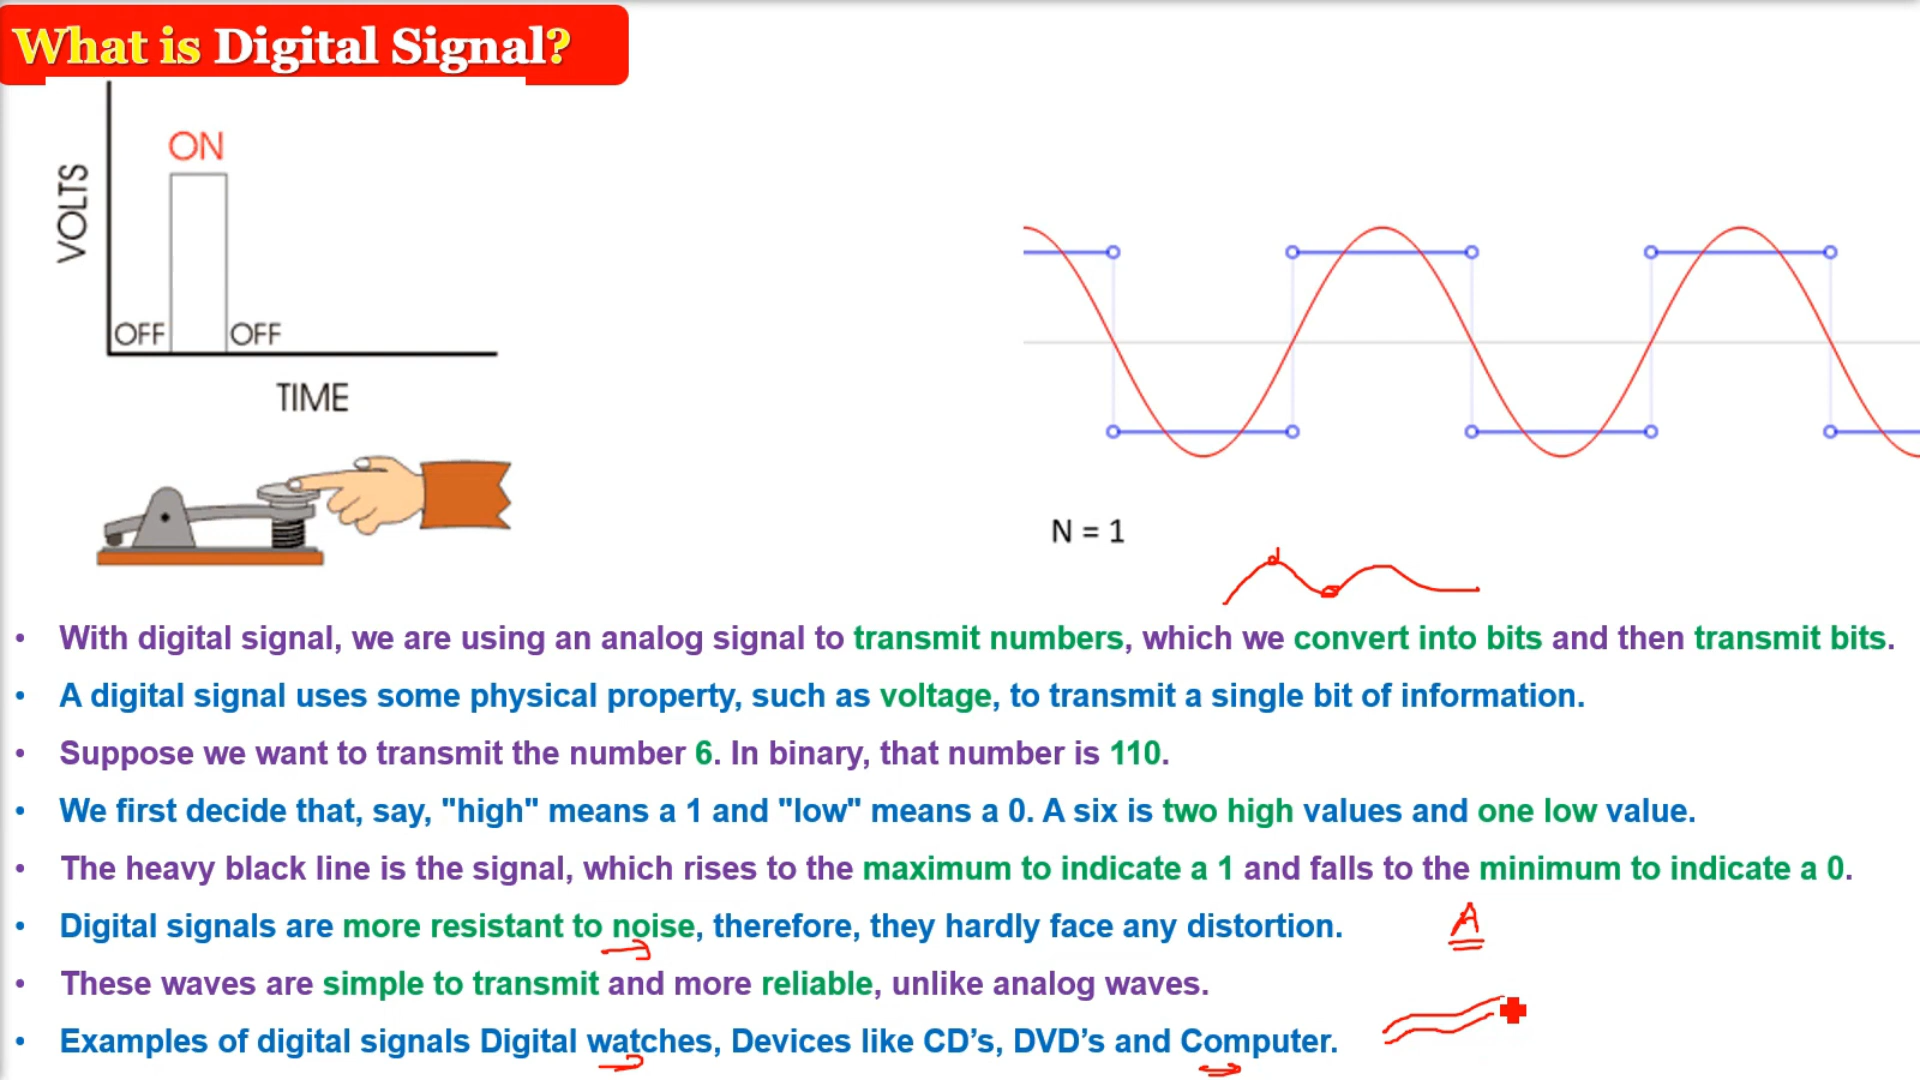 What is Digital Signal?
ON
VOLTS
OFF
OFF
TIME
N = 1
• With digital signal, we are using an analog signal to transmit numbers, which we convert into bits and then transmit bits.
• A digital signal uses some physical property, such as voltage, to transmit a single bit of information.
• Suppose we want to transmit the number 6. In binary, that number is 110.
• We first decide that, say, "high" means a 1 and "low" means a 0. A six is two high values and one low value.
• The heavy black line is the signal, which rises to the maximum to indicate a 1 and falls to the minimum to indicate a 0.
• Digital signals are more resistant to noise, therefore, they hardly face any distortion.
A
• These waves are simple to transmit and more reliable, unlike analog waves.
• Examples of digital signals Digital watches, Devices like CD’s, DVD’s and Computer.